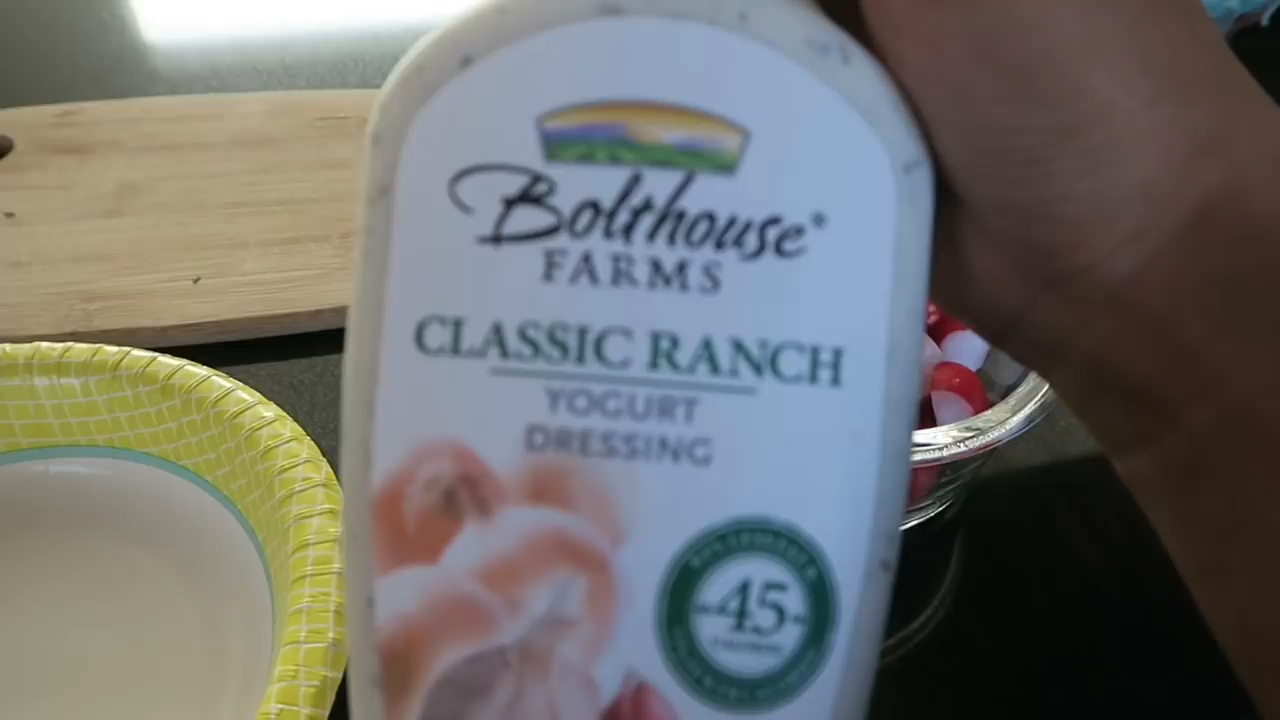 Bolthouse®
FARMS
CLASSIC RANCH
YOGURT
DRESSING
45